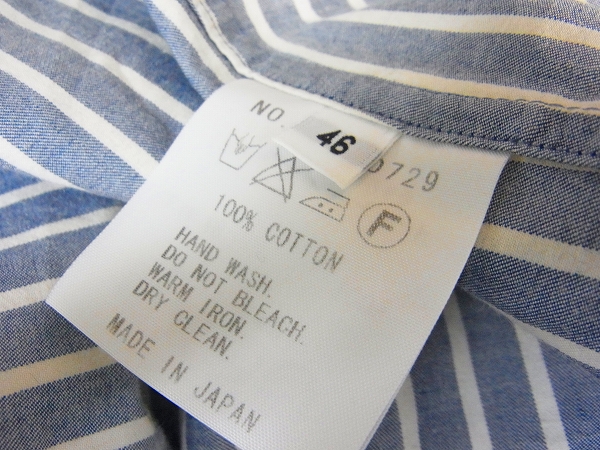 NO. 46 0729
F
100% COTTON
HAND WASH.
DO NOT BLEACH.
WARM IRON.
DRY CLEAN.
MADE IN JAPAN